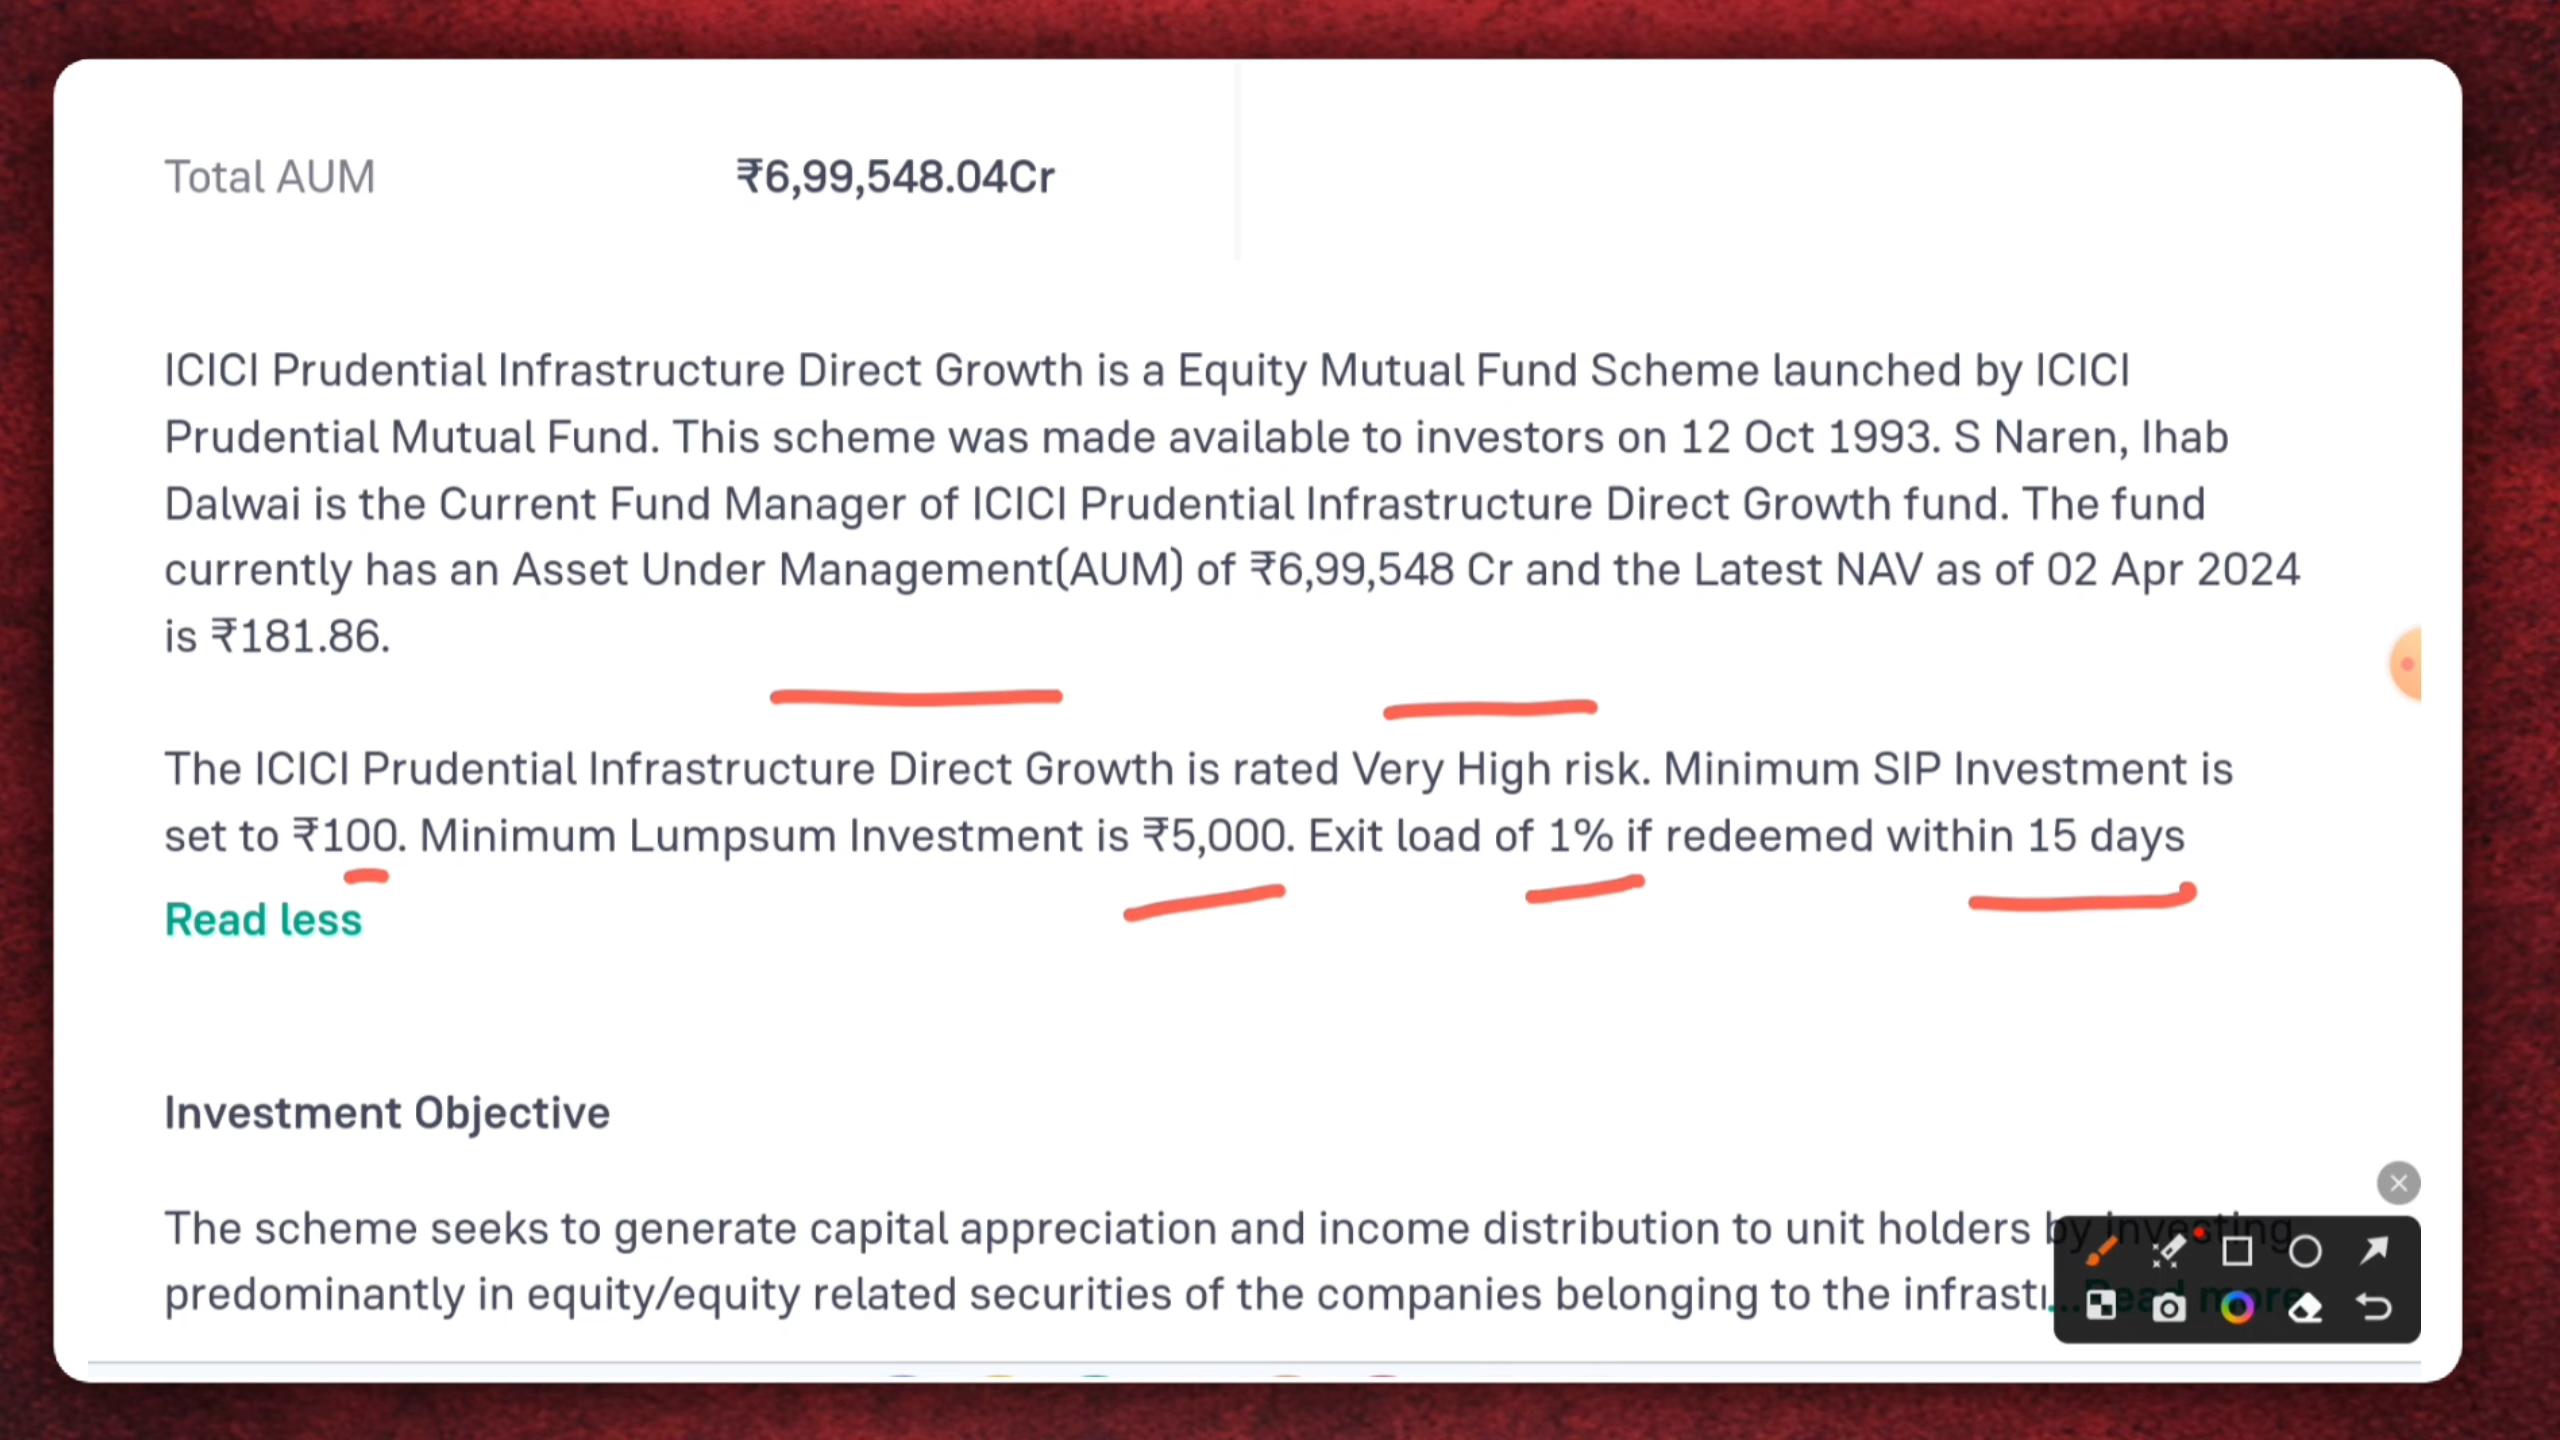 Total AUM ₹6,99,548.04Cr
ICICI Prudential Infrastructure Direct Growth is a Equity Mutual Fund Scheme launched by ICICI
Prudential Mutual Fund. This scheme was made available to investors on 12 Oct 1993. S Naren, Ihab
Dalwai is the Current Fund Manager of ICICI Prudential Infrastructure Direct Growth fund. The fund
currently has an Asset Under Management(AUM) of ₹6,99,548 Cr and the Latest NAV as of 02 Apr 2024
is ₹181.86.
The ICICI Prudential Infrastructure Direct Growth is rated Very High risk. Minimum SIP Investment is
set to ₹100. Minimum Lumpsum Investment is ₹5,000. Exit load of 1% if redeemed within 15 days
Read less
Investment Objective
The scheme seeks to generate capital appreciation and income distribution to unit holders by investing
predominantly in equity/equity related securities of the companies belonging to the infrastr... Read more